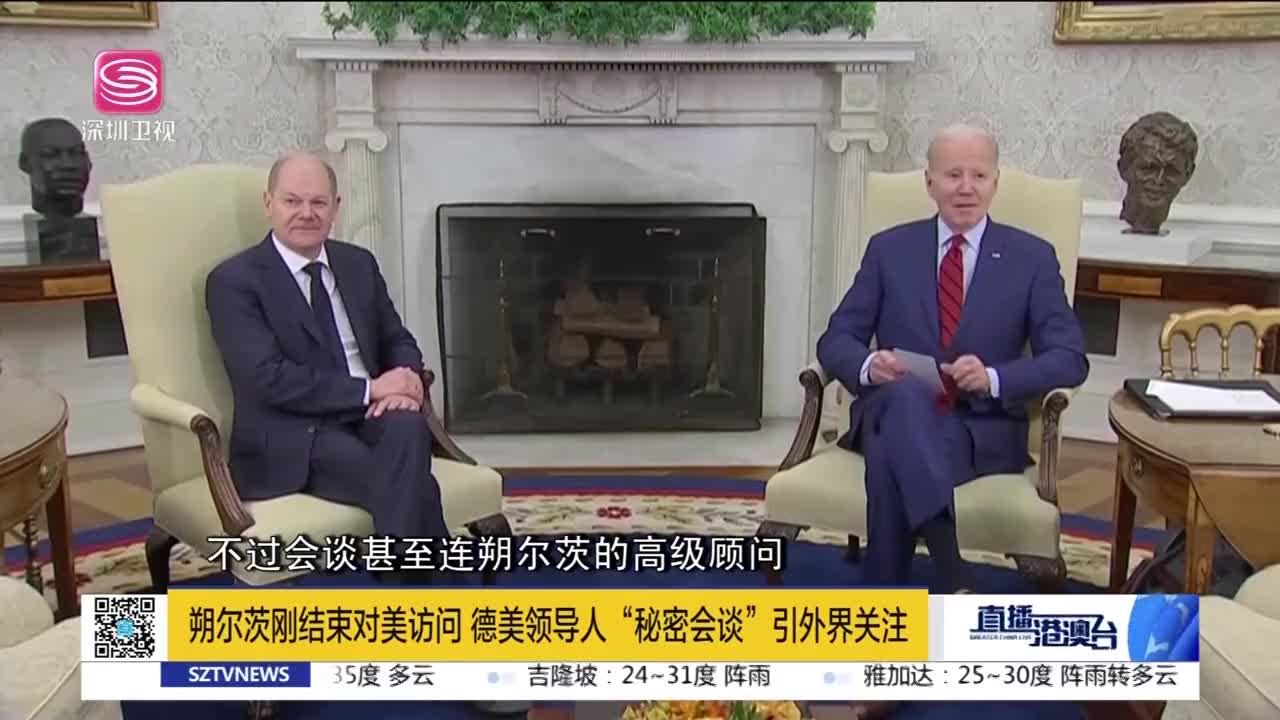 深圳卫视
不过会谈甚至连朔尔茨的高级顾问
朔尔茨刚结束对美访问 德美领导人“秘密会谈”引外界关注
直播港澳台
GREATER CHINA LIVE
SZTVNEWS
35度 多云 吉隆坡：24~31度 阵雨 雅加达：25~30度 阵雨转多云